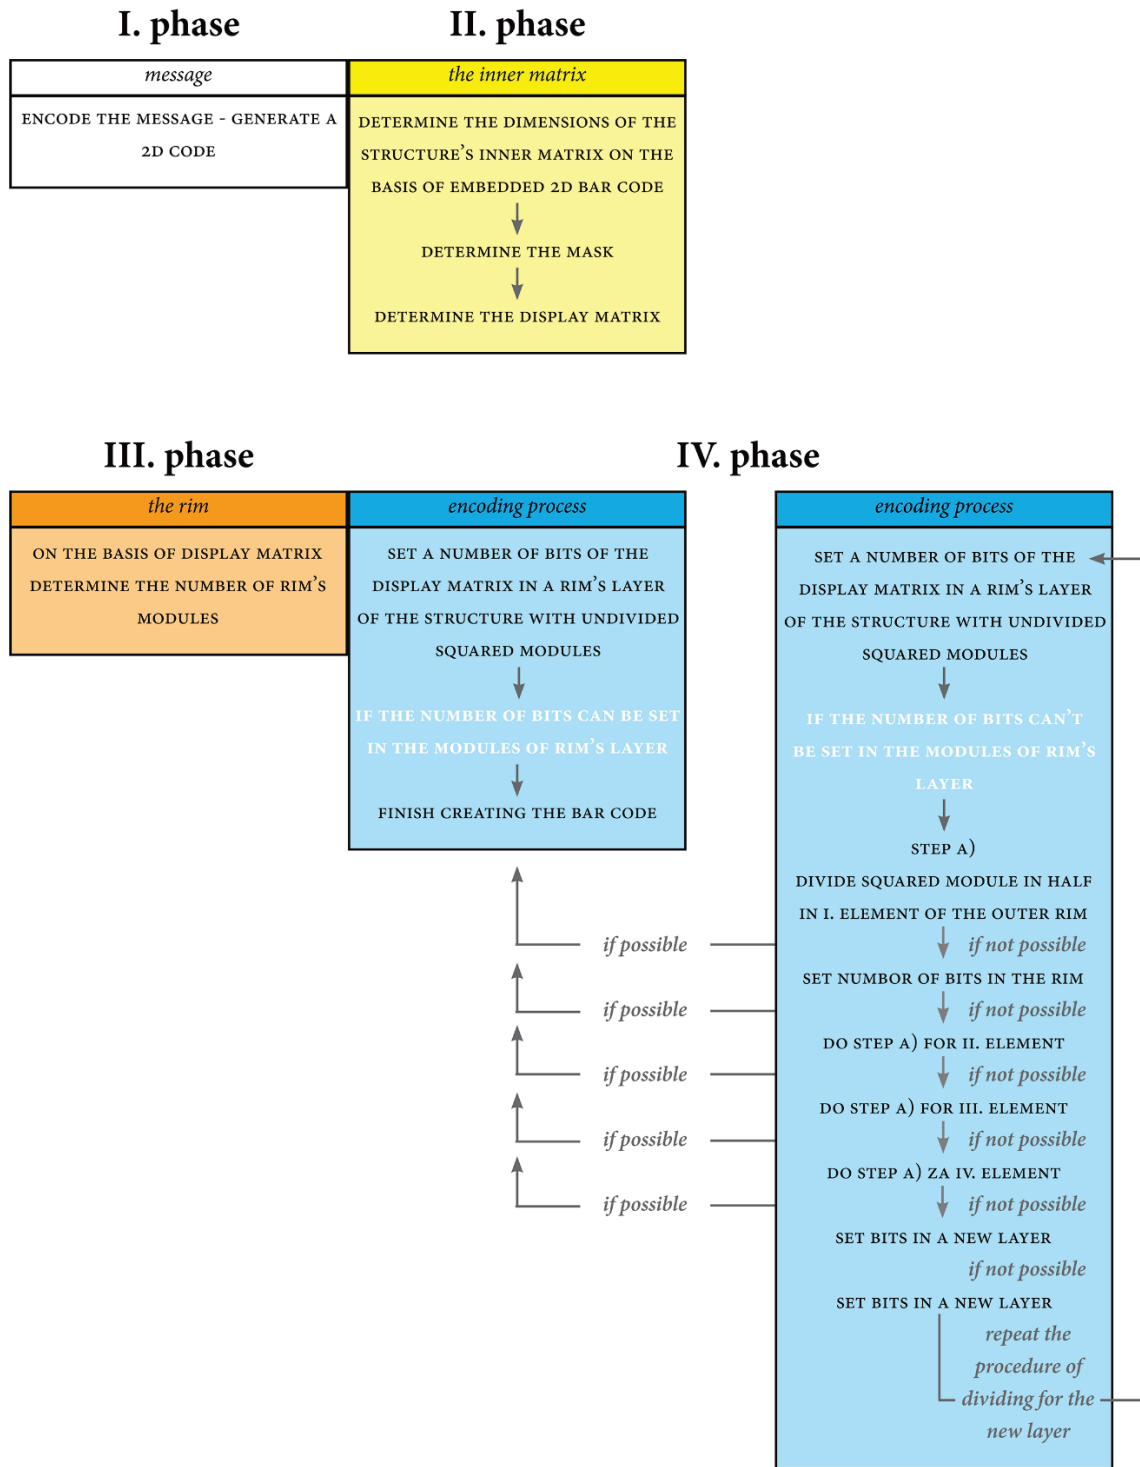 I. phase
message
ENCODE THE MESSAGE - GENERATE A
2D CODE
II. phase
the inner matrix
DETERMINE THE DIMENSIONS OF THE
STRUCTURE'S INNER MATRIX ON THE
BASIS OF EMBEDDED 2D BAR CODE
DETERMINE THE MASK
DETERMINE THE DISPLAY MATRIX
III. phase
the rim
ON THE BASIS OF DISPLAY MATRIX
DETERMINE THE NUMBER OF RIM'S
MODULES
IV. phase
encoding process
SET A NUMBER OF BITS OF THE
DISPLAY MATRIX IN A RIM'S LAYER
OF THE STRUCTURE WITH UNDIVIDED
SQUARED MODULES
IF THE NUMBER OF BITS CAN BE SET
IN THE MODULES OF RIM'S LAYER
FINISH CREATING THE BAR CODE
if possible
if possible
if possible
if possible
if possible
encoding process
SET A NUMBER OF BITS OF THE
DISPLAY MATRIX IN A RIM'S LAYER
OF THE STRUCTURE WITH UNDIVIDED
SQUARED MODULES
IF THE NUMBER OF BITS CAN'T
BE SET IN THE MODULES OF RIM'S
LAYER
STEP A)
DIVIDE SQUARED MODULE IN HALF
IN I. ELEMENT OF THE OUTER RIM
if not possible
SET NUMBOR OF BITS IN THE RIM
if not possible
DO STEP A) FOR II. ELEMENT
if not possible
DO STEP A) FOR III. ELEMENT
if not possible
DO STEP A) ZA IV. ELEMENT
if not possible
SET BITS IN A NEW LAYER
if not possible
SET BITS IN A NEW LAYER
repeat the
procedure of
dividing for the
new layer